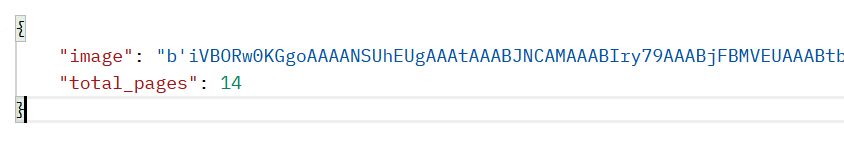 {
"image": "b'iVBORw0KGgoAAAANSUhEUgAAAtAAABJNCAMAAABIry79AAABjFBMVEUAAABtb
"total_pages": 14
}